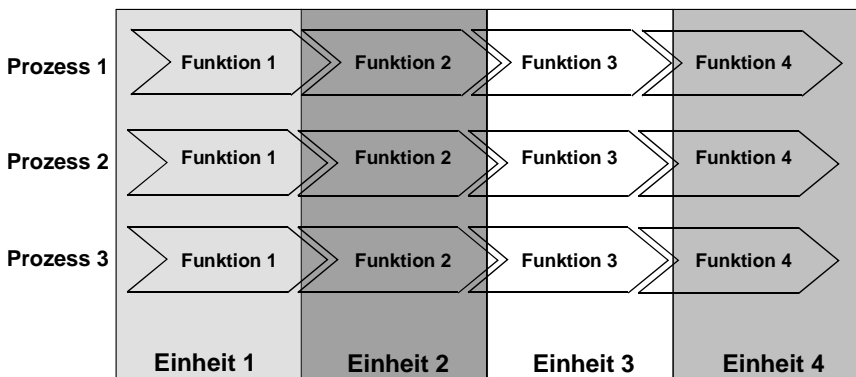 Prozess 1 Funktion 1 Funktion 2 Funktion 3 Funktion 4
Prozess 2 Funktion 1 Funktion 2 Funktion 3 Funktion 4
Prozess 3 Funktion 1 Funktion 2 Funktion 3 Funktion 4
Einheit 1 Einheit 2 Einheit 3 Einheit 4